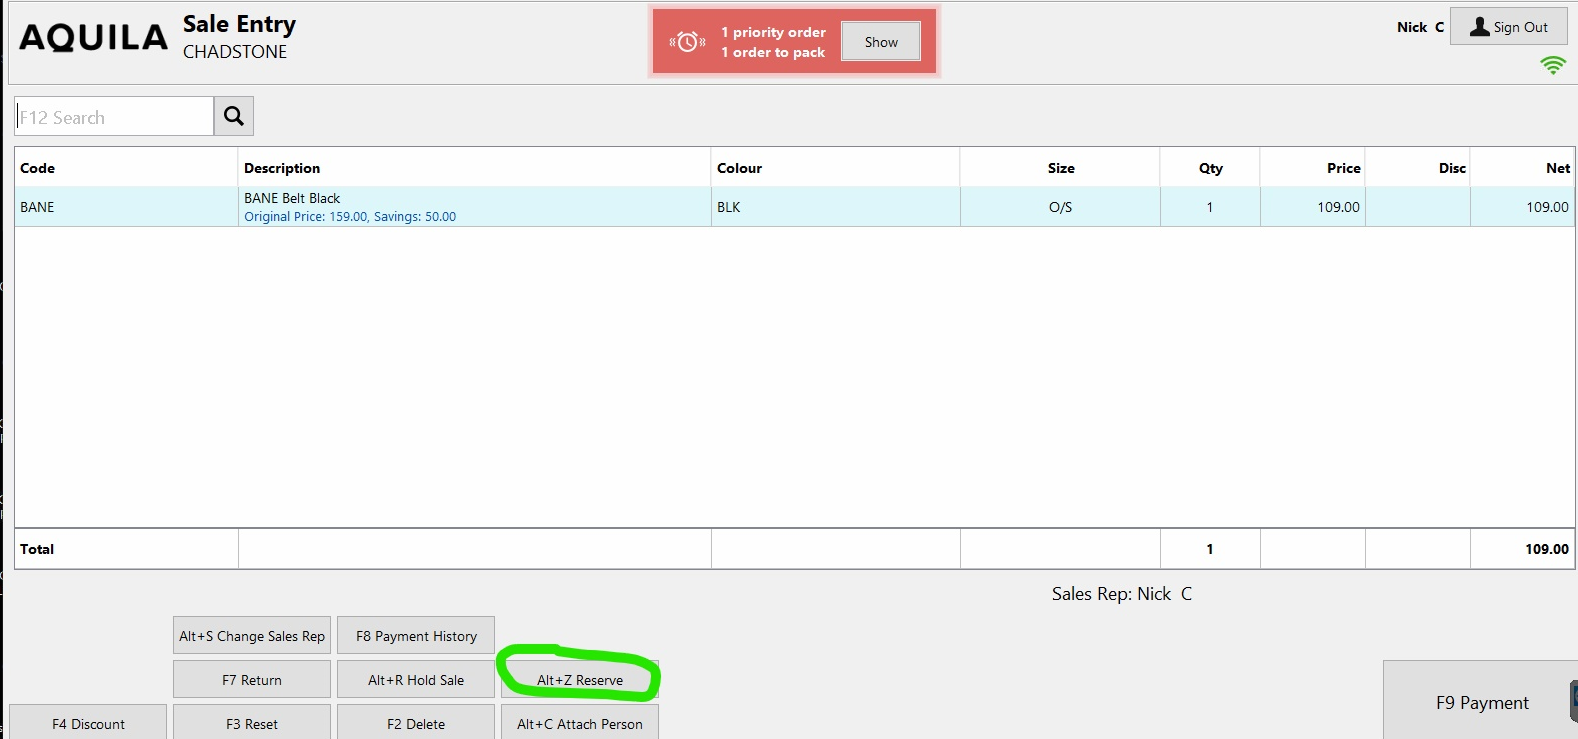 AQUILA
Sale Entry
CHADSTONE
1 priority order
1 order to pack
Show
Nick C
Sign Out
F12 Search
Code Description Colour Size Qty Price Disc Net
BANE BANE Belt Black BLK O/S 1 109.00 109.00
Original Price: 159.00, Savings: 50.00
Total 1 109.00
Sales Rep: Nick C
Alt+S Change Sales Rep F8 Payment History
F7 Return Alt+R Hold Sale Alt+Z Reserve
F4 Discount F3 Reset F2 Delete Alt+C Attach Person
F9 Payment